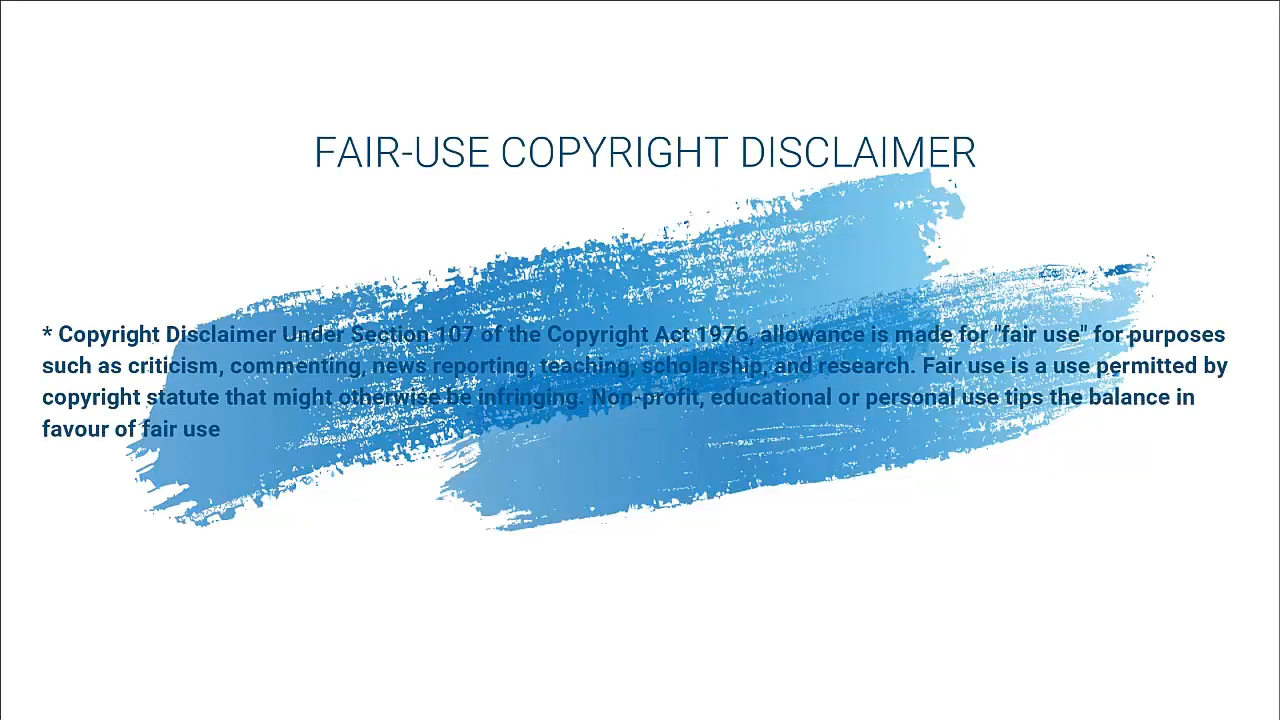 FAIR-USE COPYRIGHT DISCLAIMER
* Copyright Disclaimer Under Section 107 of the Copyright Act 1976, allowance is made for "fair use" for purposes
such as criticism, commenting, news reporting, teaching, scholarship, and research. Fair use is a use permitted by
copyright statute that might otherwise be infringing. Non-profit, educational or personal use tips the balance in
favour of fair use